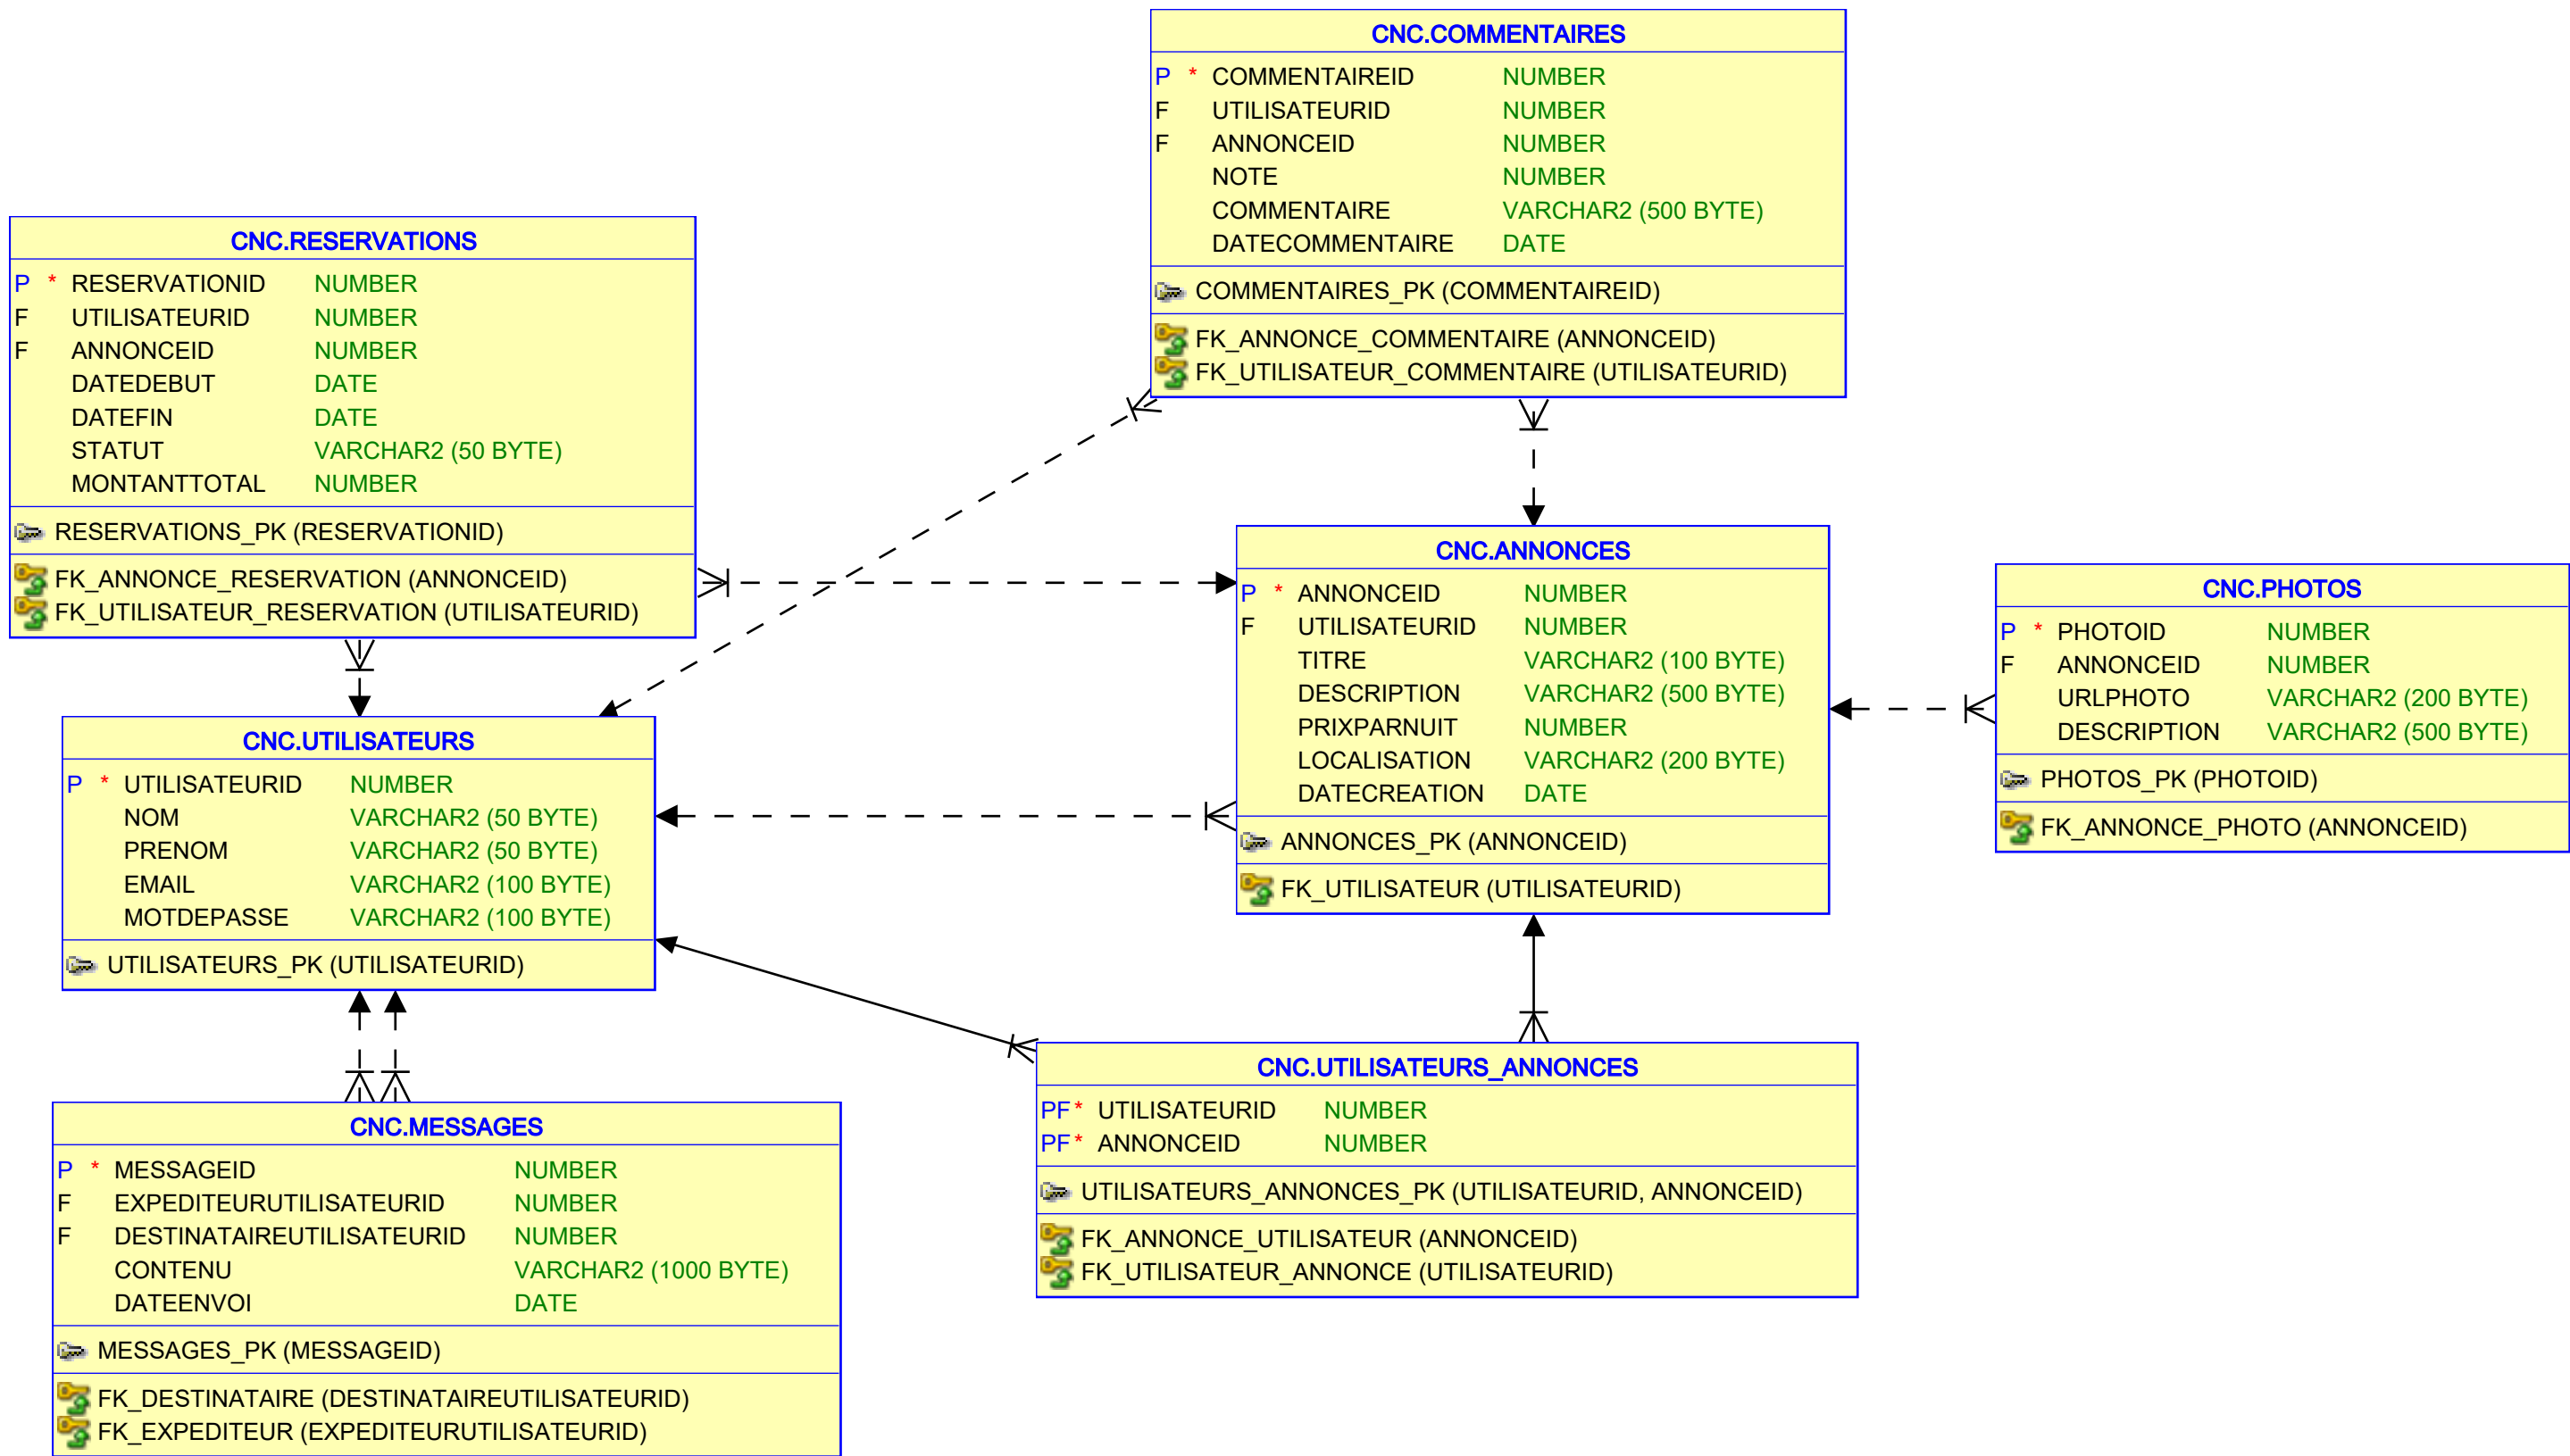 CNC.COMMENTAIRES
P * COMMENTAIREID NUMBER
F UTILISATEURID NUMBER
F ANNONCEID NUMBER
NOTE NUMBER
COMMENTAIRE VARCHAR2 (500 BYTE)
DATECOMMENTAIRE DATE
COMMENTAIRES_PK (COMMENTAIREID)
FK_ANNONCE_COMMENTAIRE (ANNONCEID)
FK_UTILISATEUR_COMMENTAIRE (UTILISATEURID)
CNC.RESERVATIONS
P * RESERVATIONID NUMBER
F UTILISATEURID NUMBER
F ANNONCEID NUMBER
DATEDEBUT DATE
DATEFIN DATE
STATUT VARCHAR2 (50 BYTE)
MONTANTTOTAL NUMBER
RESERVATIONS_PK (RESERVATIONID)
FK_ANNONCE_RESERVATION (ANNONCEID)
FK_UTILISATEUR_RESERVATION (UTILISATEURID)
CNC.ANNONCES
P * ANNONCEID NUMBER
F UTILISATEURID NUMBER
TITRE VARCHAR2 (100 BYTE)
DESCRIPTION VARCHAR2 (500 BYTE)
PRIXPARNUIT NUMBER
LOCALISATION VARCHAR2 (200 BYTE)
DATECREATION DATE
ANNONCES_PK (ANNONCEID)
FK_UTILISATEUR (UTILISATEURID)
CNC.PHOTOS
P * PHOTOID NUMBER
F ANNONCEID NUMBER
URLPHOTO VARCHAR2 (200 BYTE)
DESCRIPTION VARCHAR2 (500 BYTE)
PHOTOS_PK (PHOTOID)
FK_ANNONCE_PHOTO (ANNONCEID)
CNC.UTILISATEURS
P * UTILISATEURID NUMBER
NOM VARCHAR2 (50 BYTE)
PRENOM VARCHAR2 (50 BYTE)
EMAIL VARCHAR2 (100 BYTE)
MOTDEPASSE VARCHAR2 (100 BYTE)
UTILISATEURS_PK (UTILISATEURID)
CNC.UTILISATEURS_ANNONCES
PF * UTILISATEURID NUMBER
PF * ANNONCEID NUMBER
UTILISATEURS_ANNONCES_PK (UTILISATEURID, ANNONCEID)
FK_ANNONCE_UTILISATEUR (ANNONCEID)
FK_UTILISATEUR_ANNONCE (UTILISATEURID)
CNC.MESSAGES
P * MESSAGEID NUMBER
F EXPEDITEURUTILISATEURID NUMBER
F DESTINATAIREUTILISATEURID NUMBER
CONTENU VARCHAR2 (1000 BYTE)
DATEENVOI DATE
MESSAGES_PK (MESSAGEID)
FK_DESTINATAIRE (DESTINATAIREUTILISATEURID)
FK_EXPEDITEUR (EXPEDITEURUTILISATEURID)